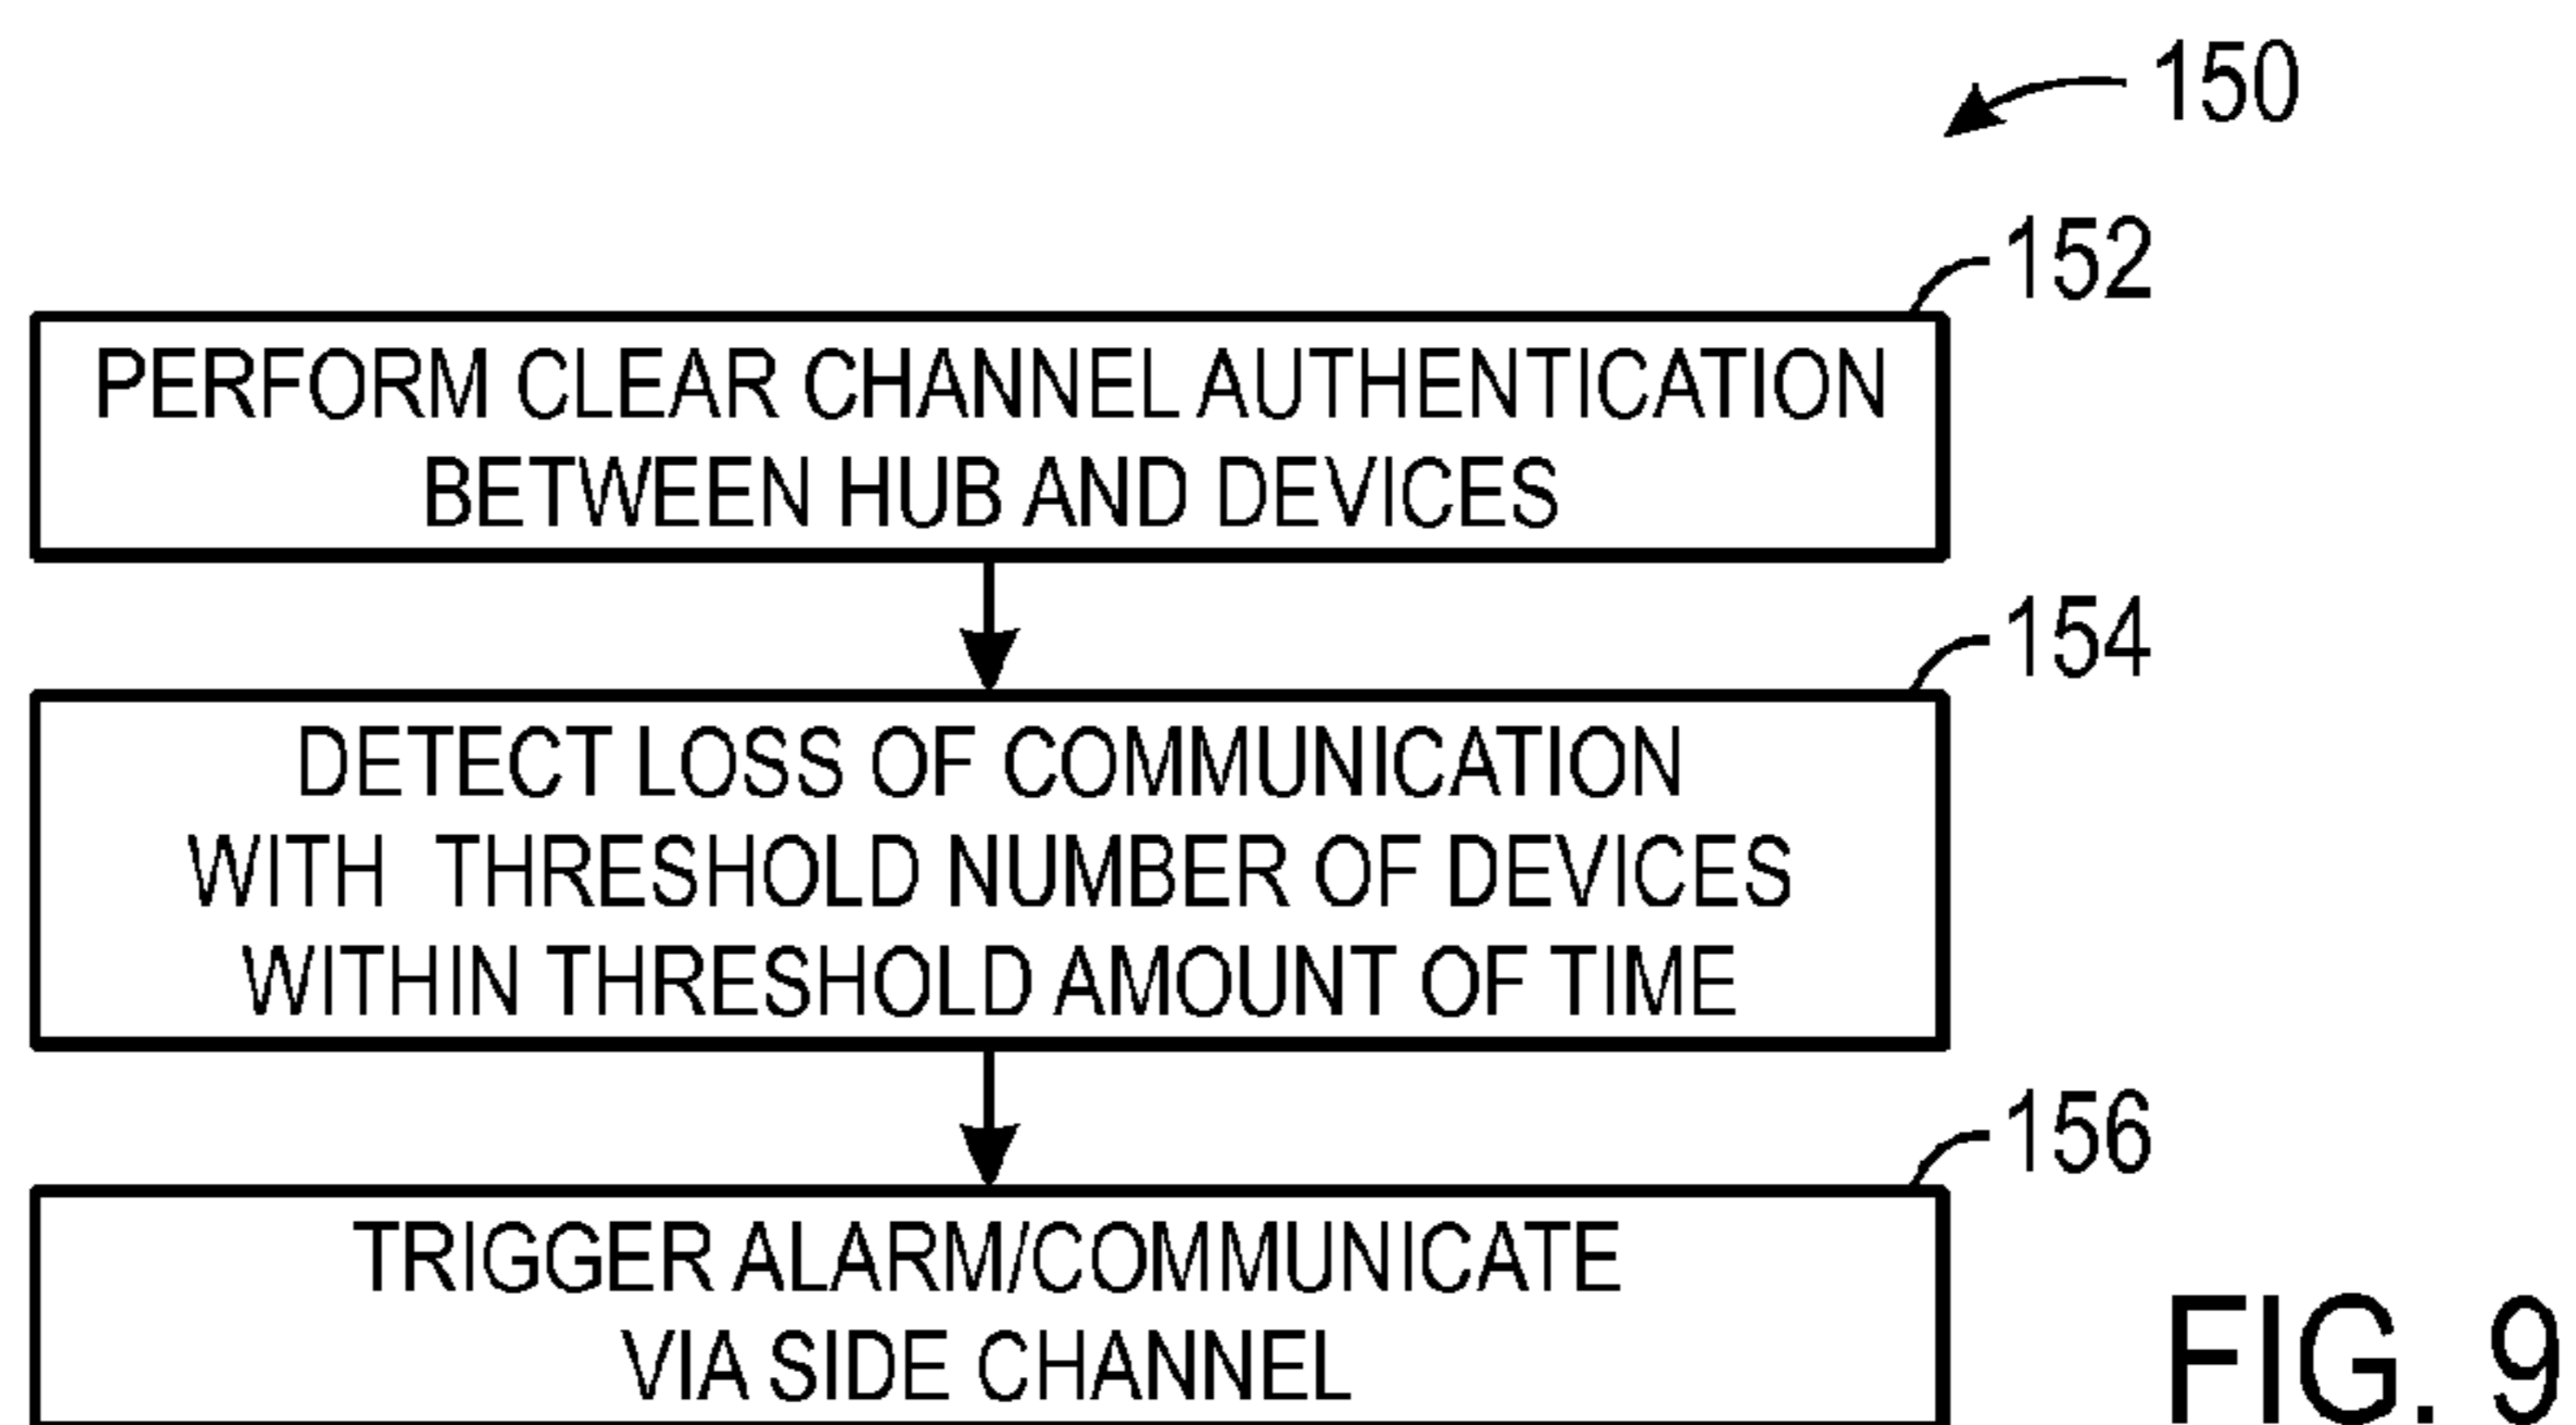 150
152
PERFORM CLEAR CHANNEL AUTHENTICATION
BETWEEN HUB AND DEVICES
154
DETECT LOSS OF COMMUNICATION
WITH THRESHOLD NUMBER OF DEVICES
WITHIN THRESHOLD AMOUNT OF TIME
156
TRIGGER ALARM/COMMUNICATE
VIA SIDE CHANNEL
FIG. 9